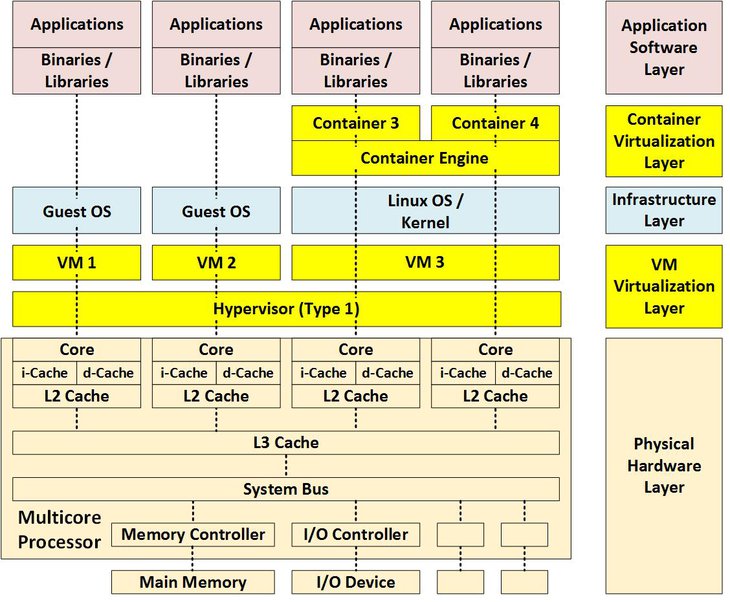 Applications
Applications
Applications
Applications
Binaries /
Libraries
Binaries /
Libraries
Binaries /
Libraries
Binaries /
Libraries
Application
Software
Layer
Container 3
Container 4
Container Engine
Container
Virtualization
Layer
Guest OS
Guest OS
Linux OS /
Kernel
Infrastructure
Layer
VM 1
VM 2
VM 3
Hypervisor (Type 1)
VM
Virtualization
Layer
Core
Core
Core
Core
i-Cache
d-Cache
i-Cache
d-Cache
i-Cache
d-Cache
i-Cache
d-Cache
L2 Cache
L2 Cache
L2 Cache
L2 Cache
L3 Cache
System Bus
Multicore
Processor
Memory Controller
I/O Controller
Main Memory
I/O Device
Physical
Hardware
Layer